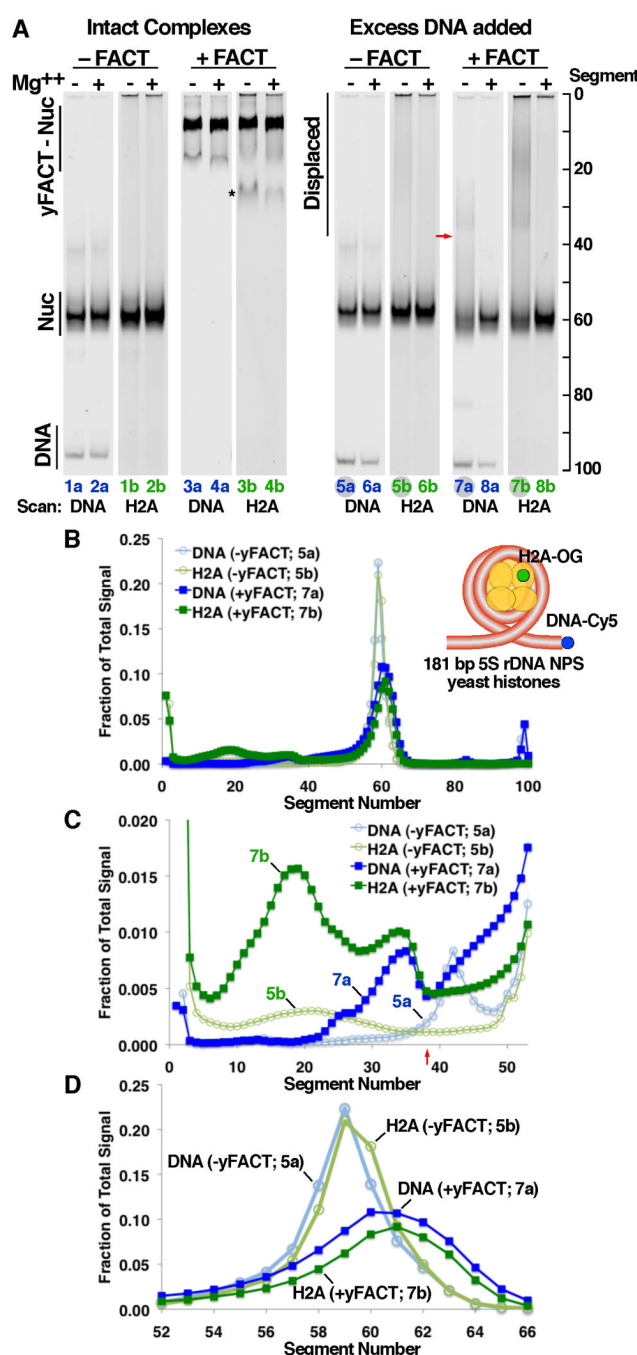 A
Intact Complexes
Excess DNA added
– FACT
+ FACT
– FACT
+ FACT
Mg++ - + - + - + - + - + - + - + - +
Segment
yFACT - Nuc
Nuc
DNA
*
Displaced
0
20
40
60
80
100
1a 2a 1b 2b 3a 4a 3b 4b 5a 6a 5b 6b 7a 8a 7b 8b
Scan: DNA H2A DNA H2A DNA H2A DNA H2A
B
Fraction of Total Signal
0.25
0.20
0.15
0.10
0.05
0.00
DNA (-yFACT; 5a)
H2A (-yFACT; 5b)
DNA (+yFACT; 7a)
H2A (+yFACT; 7b)
H2A-OG
DNA-Cy5
181 bp 5S rDNA NPS
yeast histones
0 20 40 60 80 100
Segment Number
C
Fraction of Total Signal
0.020
0.015
0.010
0.005
0.000
DNA (-yFACT; 5a)
H2A (-yFACT; 5b)
DNA (+yFACT; 7a)
H2A (+yFACT; 7b)
7b
5b
7a
5a
0 10 20 30 40 50
Segment Number
D
Fraction of Total Signal
0.25
0.20
0.15
0.10
0.05
0.00
H2A (-yFACT; 5b)
DNA (-yFACT; 5a)
DNA (+yFACT; 7a)
H2A (+yFACT; 7b)
52 54 56 58 60 62 64 66
Segment Number